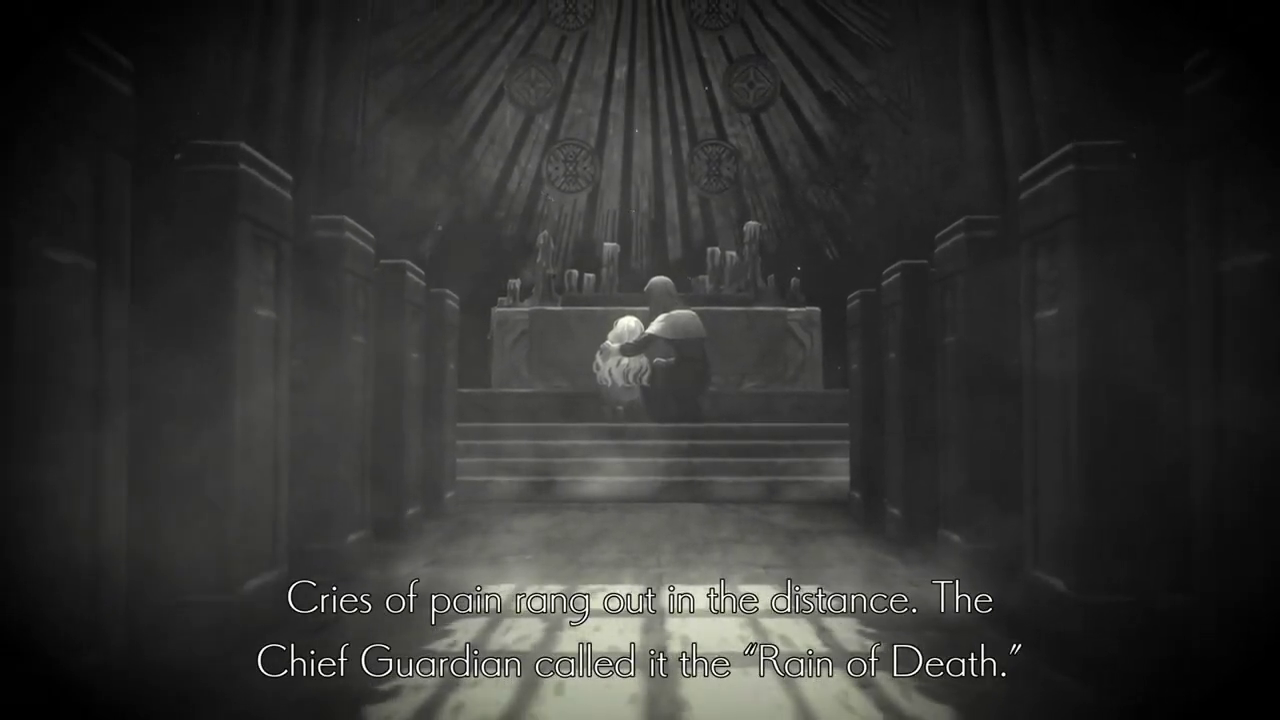 Cries of pain rang out in the distance. The
Chief Guardian called it the “Rain of Death.”